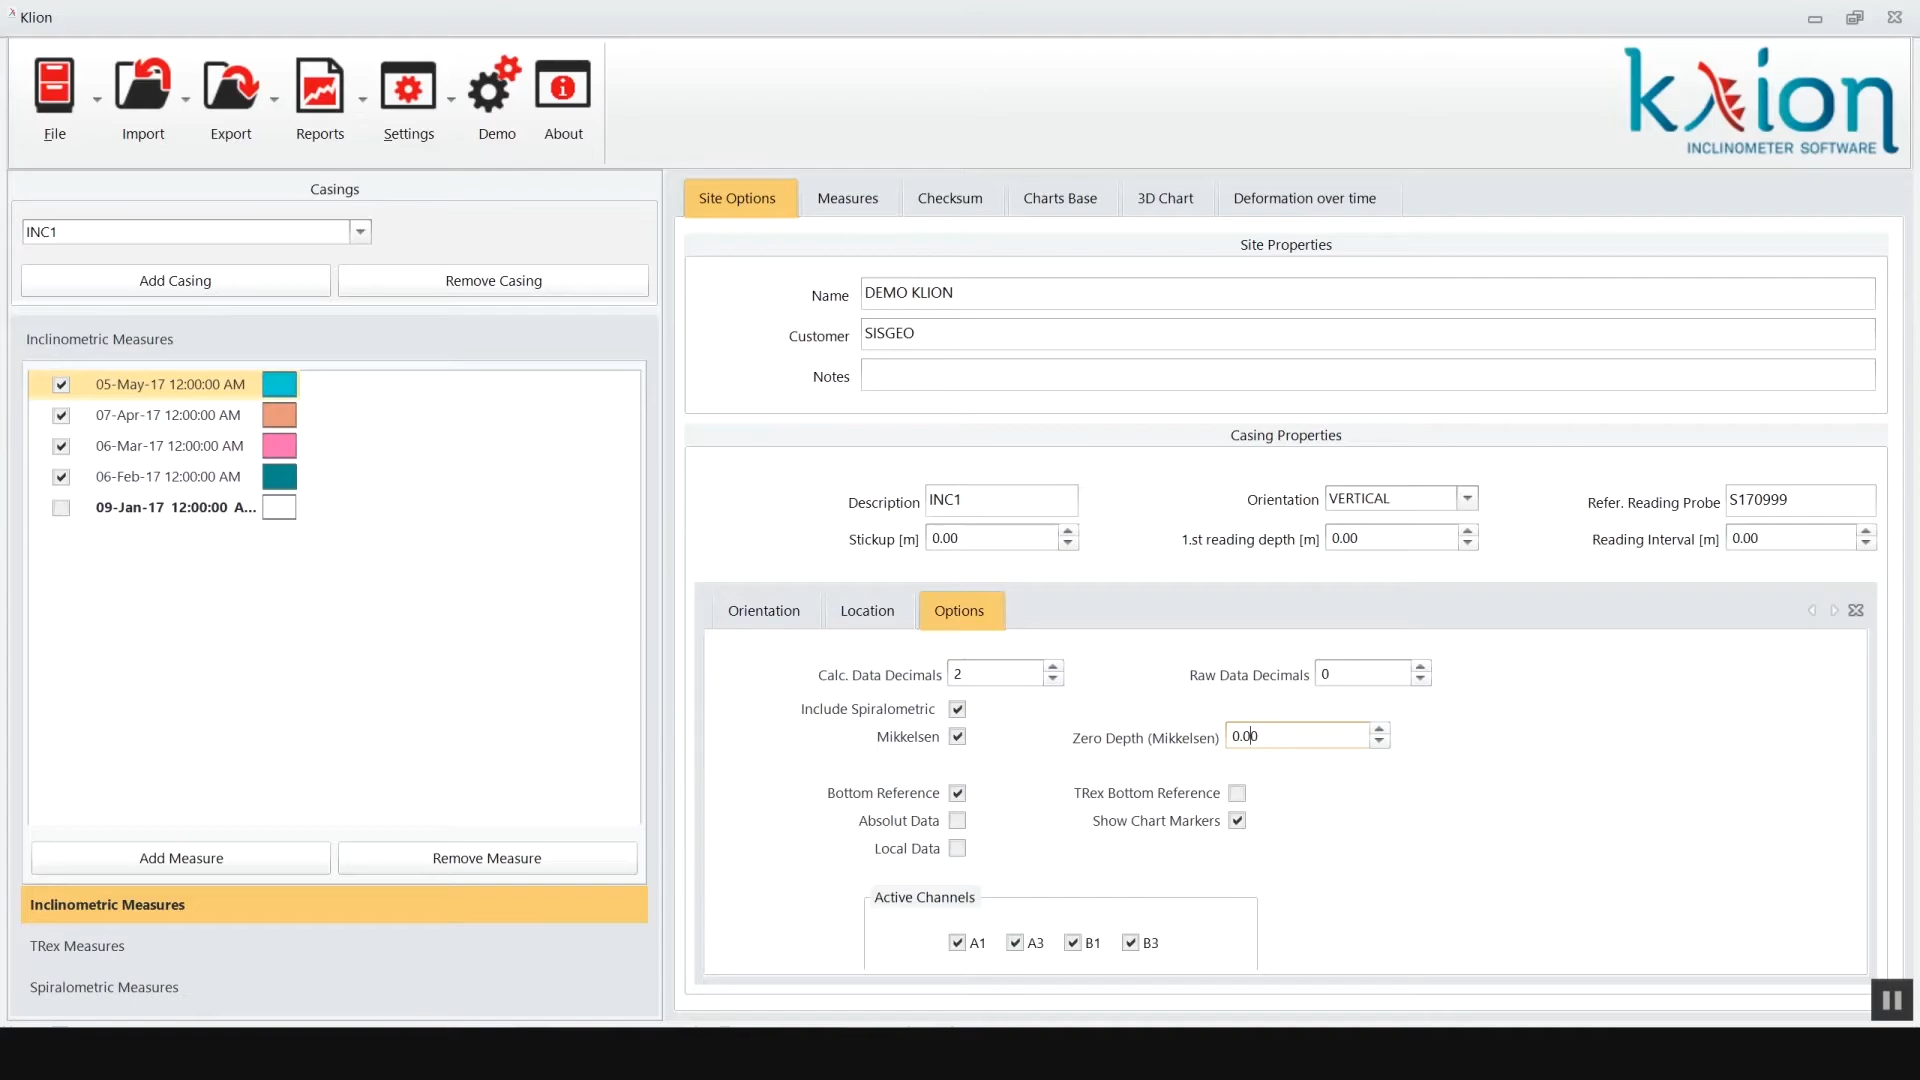 Klion
File
Import
Export
Reports
Settings
Demo
About
klion
INCLINOMETER SOFTWARE
Casings
INC1
Add Casing
Remove Casing
Inclinometric Measures
05-May-17 12:00:00 AM
07-Apr-17 12:00:00 AM
06-Mar-17 12:00:00 AM
06-Feb-17 12:00:00 AM
09-Jan-17 12:00:00 A...
Add Measure
Remove Measure
Inclinometric Measures
TRex Measures
Spiralometric Measures
Site Options
Measures
Checksum
Charts Base
3D Chart
Deformation over time
Site Properties
Name DEMO KLION
Customer SISGEO
Notes
Casing Properties
Description INC1
Orientation VERTICAL
Refer. Reading Probe S170999
Stickup [m] 0.00
1.st reading depth [m] 0.00
Reading Interval [m] 0.00
Orientation
Location
Options
Calc. Data Decimals 2
Raw Data Decimals 0
Include Spiralometric
Mikkelsen
Zero Depth (Mikkelsen) 0.00
Bottom Reference
TRex Bottom Reference
Absolut Data
Show Chart Markers
Local Data
Active Channels
A1 A3 B1 B3